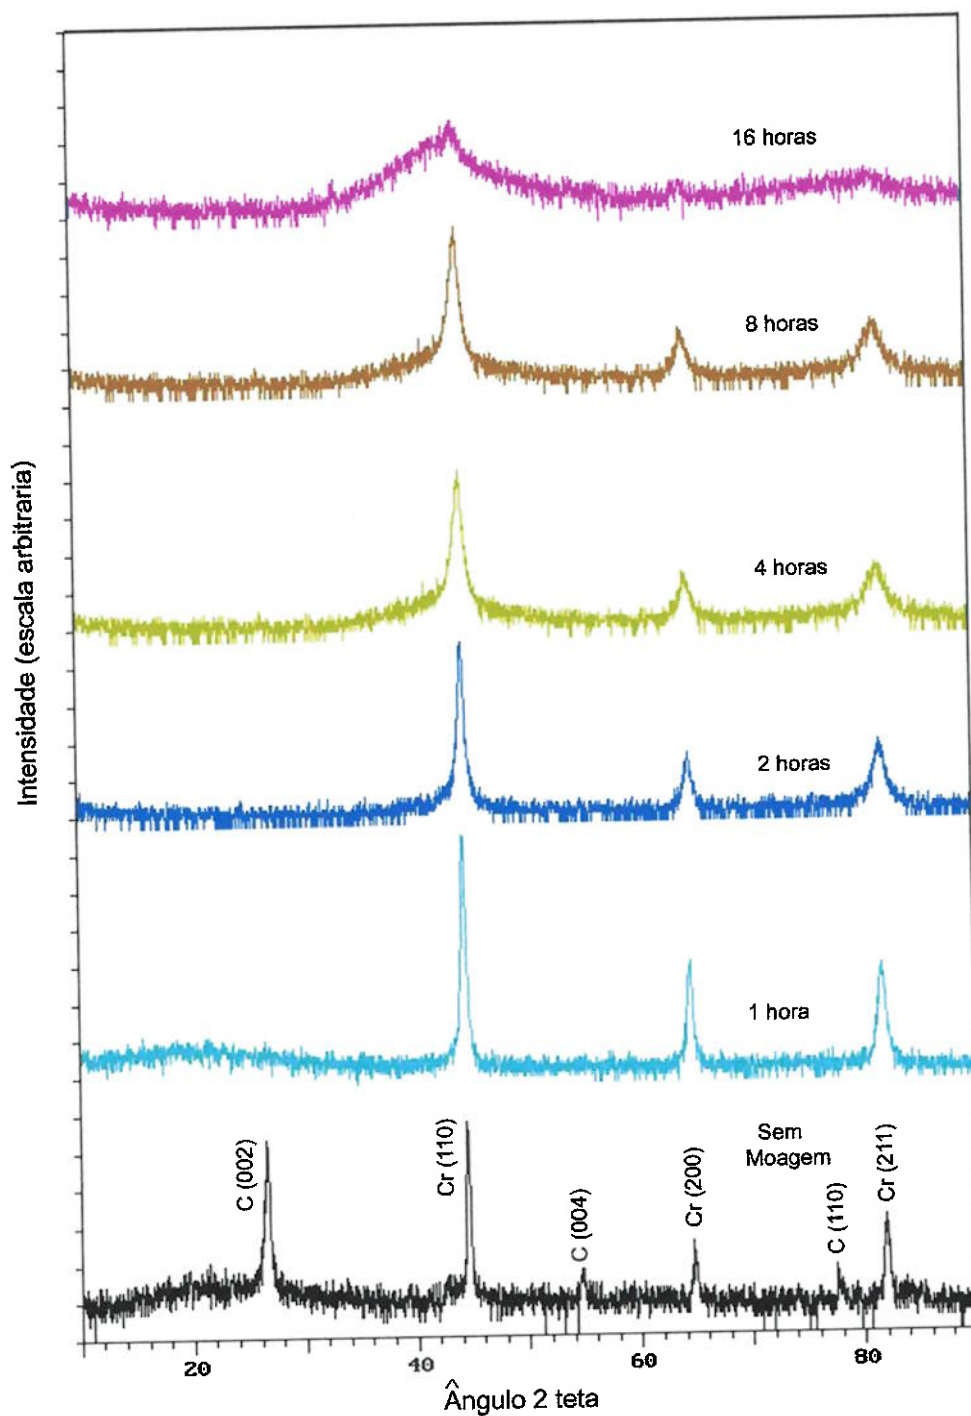 16 horas
8 horas
4 horas
2 horas
1 hora
Sem
Moagem
C (002)
Cr (110)
C (004)
Cr (200)
C (110)
Cr (211)
20
40
60
80
Ângulo 2 teta
Intensidade (escala arbitraria)